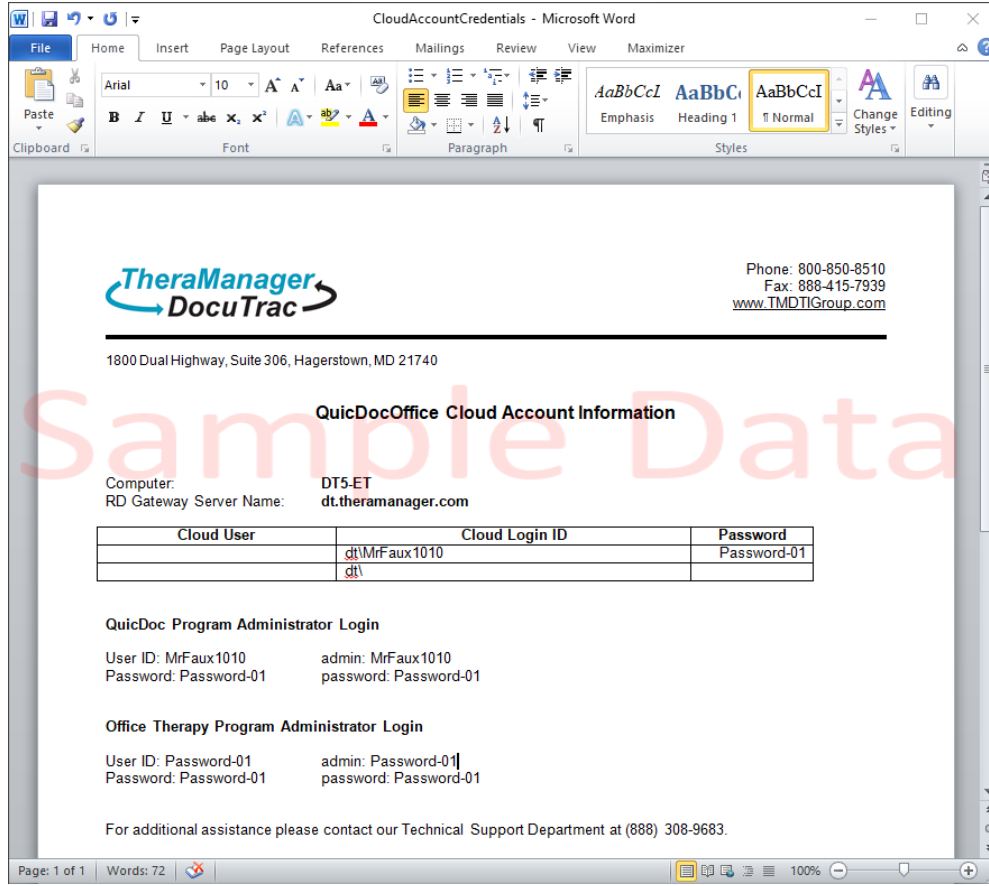 CloudAccountCredentials - Microsoft Word
File Home Insert Page Layout References Mailings Review View Maximizer
Paste
Arial 10 A A Aa
B I U abc x₂ x² A ab A
AaBbCcI AaBbC AaBbCcI
Emphasis Heading 1 ¶ Normal
Change Styles
Editing
Clipboard Font Paragraph Styles
TheraManager
DocuTrac
Phone: 800-850-8510
Fax: 888-415-7939
www.TMDTIGroup.com
1800 Dual Highway, Suite 306, Hagerstown, MD 21740
Sample Data
QuicDocOffice Cloud Account Information
Computer: DT5-ET
RD Gateway Server Name: dt.theramanager.com
Cloud User Cloud Login ID Password
dt\MrFaux1010 Password-01
dt\
QuicDoc Program Administrator Login
User ID: MrFaux1010 admin: MrFaux1010
Password: Password-01 password: Password-01
Office Therapy Program Administrator Login
User ID: Password-01 admin: Password-01
Password: Password-01 password: Password-01
For additional assistance please contact our Technical Support Department at (888) 308-9683.
Page: 1 of 1 Words: 72 100%